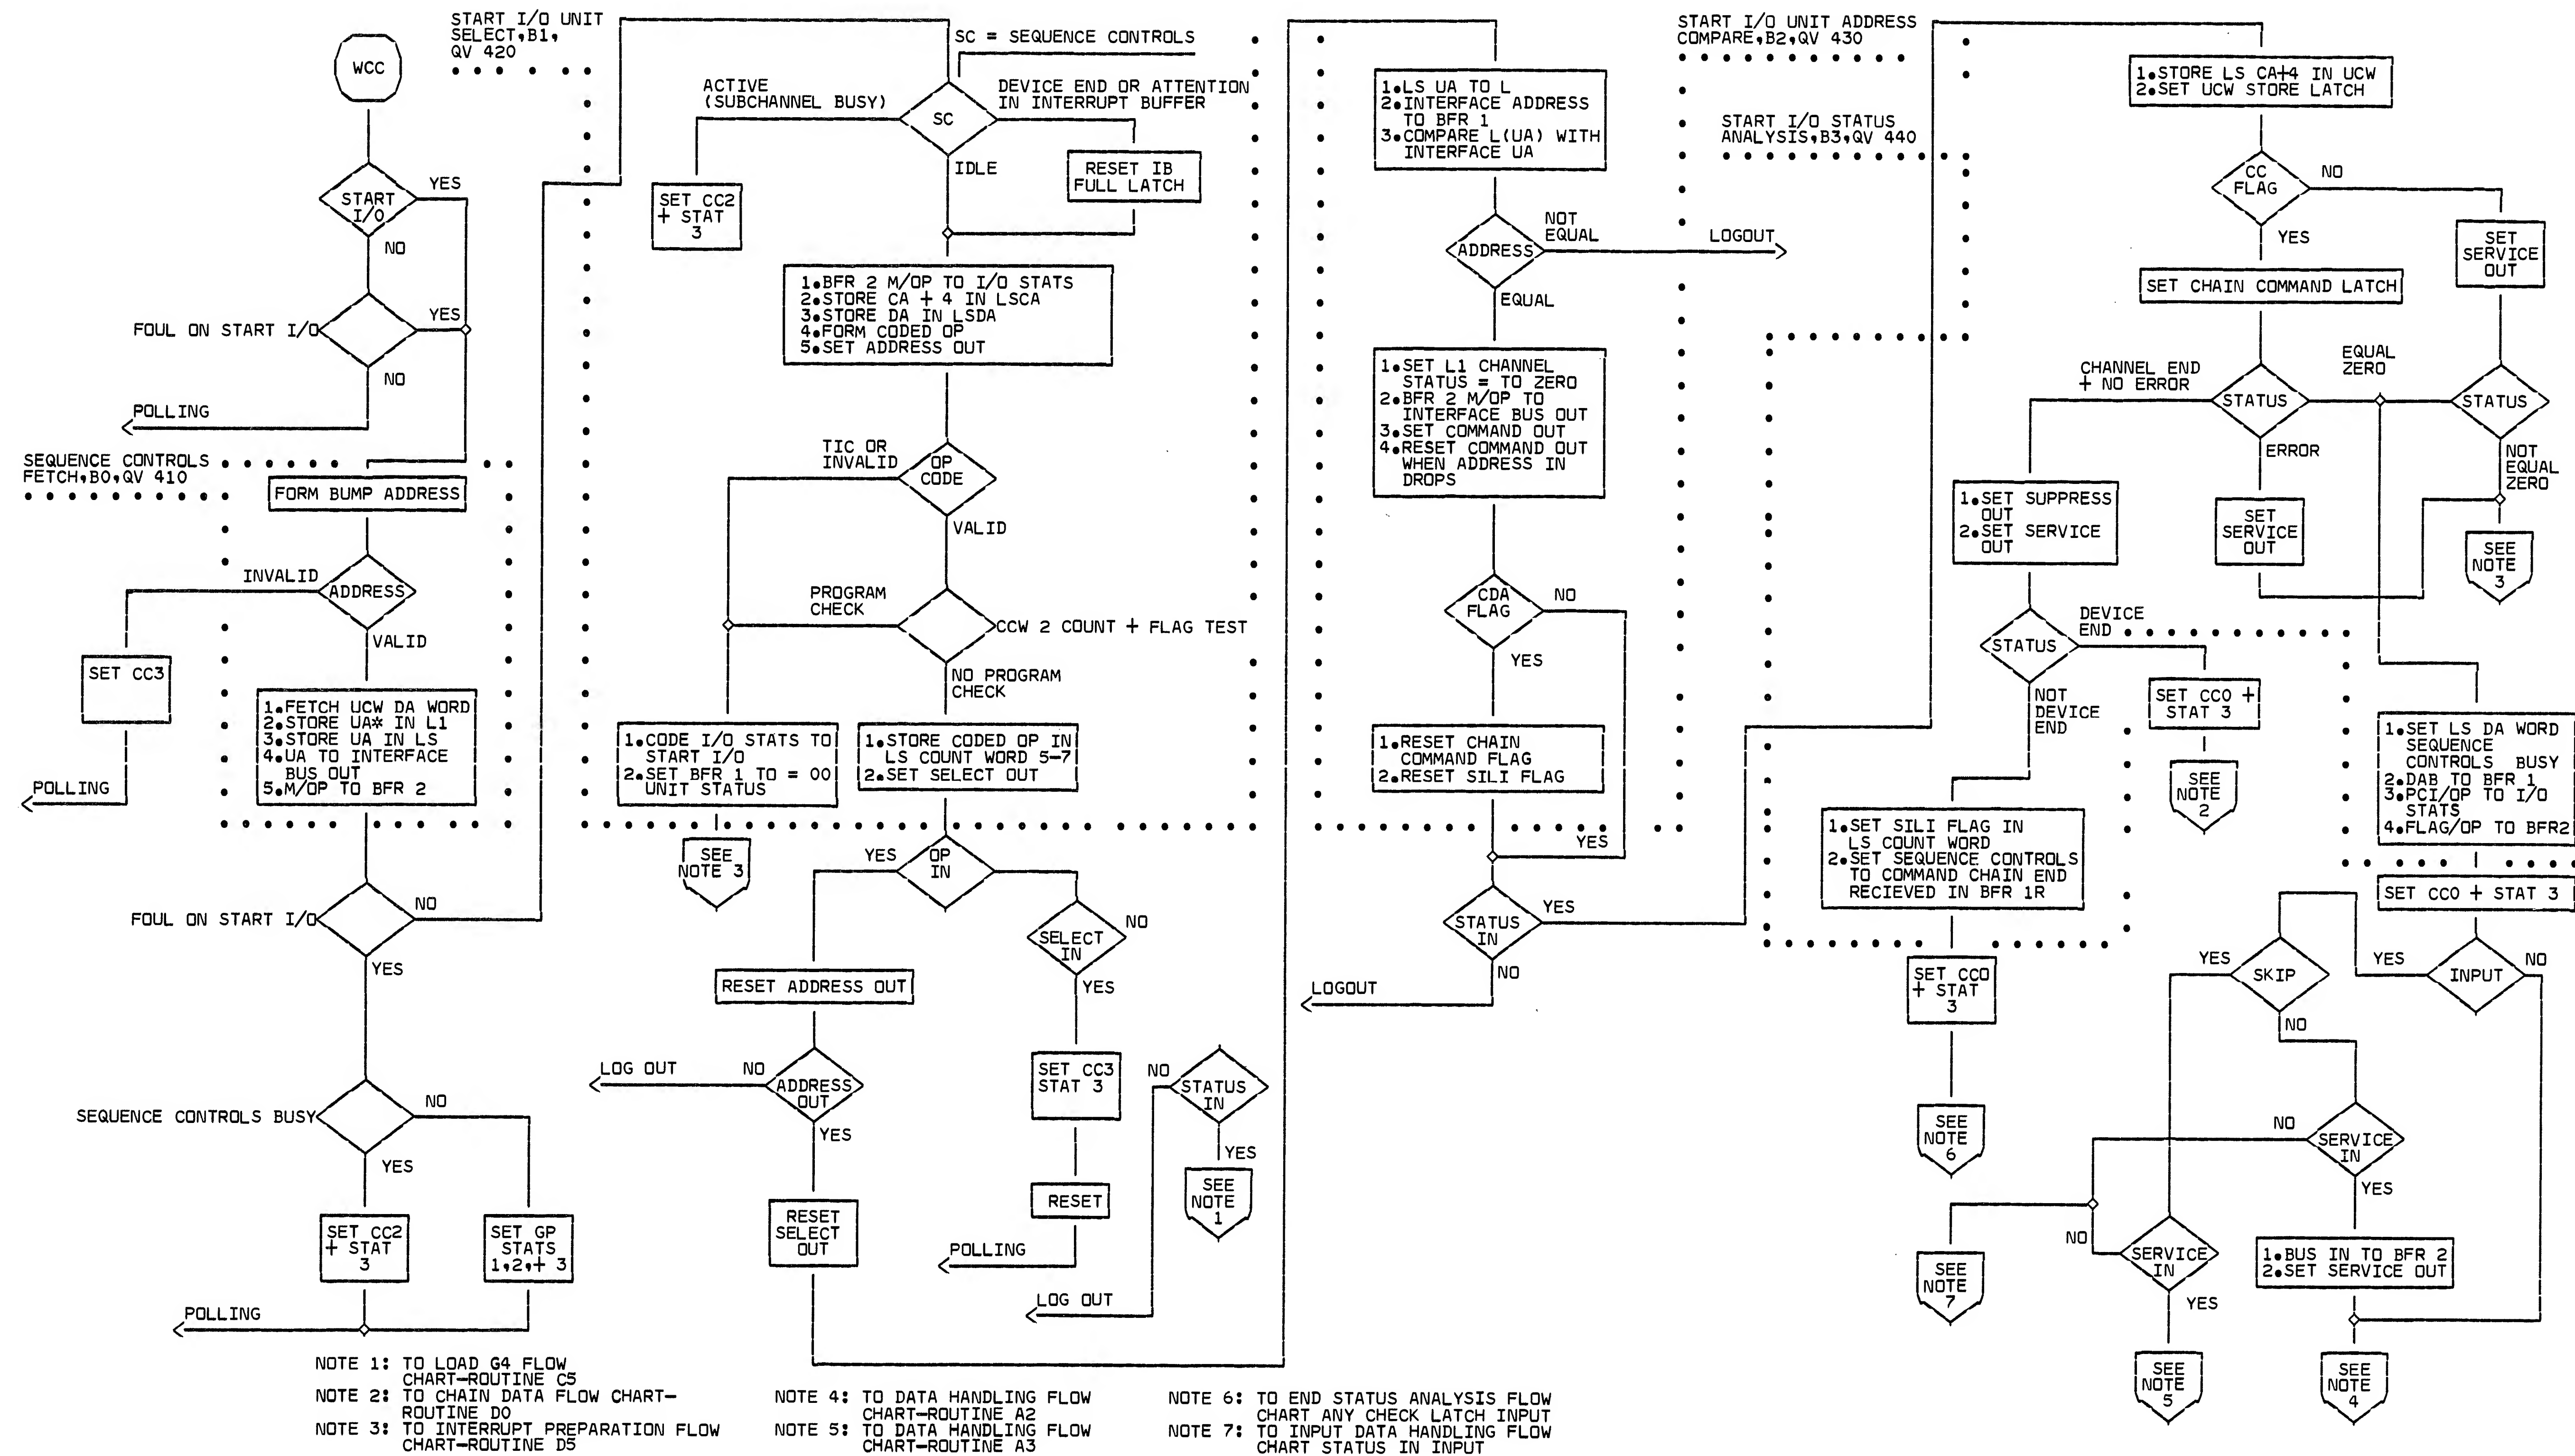 WCC
START
I/O
YES
NO
FOUL ON START I/O
YES
NO
POLLING
SEQUENCE CONTROLS
FETCH,B0,QV 410
FORM BUMP ADDRESS
INVALID
ADDRESS
VALID
SET CC3
POLLING
1.FETCH UCW DA WORD
2.STORE UA* IN L1
3.STORE UA IN LS
4.UA TO INTERFACE
BUS OUT
5.M/OP TO BFR 2
FOUL ON START I/O
NO
YES
SEQUENCE CONTROLS BUSY
NO
YES
SET CC2
+ STAT
3
SET GP
STATS
1,2,+ 3
POLLING
START I/O UNIT
SELECT,B1,
QV 420
SC = SEQUENCE CONTROLS
ACTIVE
(SUBCHANNEL BUSY)
DEVICE END OR ATTENTION
IN INTERRUPT BUFFER
SC
IDLE
SET CC2
+ STAT
3
RESET IB
FULL LATCH
1.BFR 2 M/OP TO I/O STATS
2.STORE CA + 4 IN LSCA
3.STORE DA IN LSDA
4.FORM CODED OP
5.SET ADDRESS OUT
TIC OR
INVALID
OP
CODE
VALID
PROGRAM
CHECK
CCW 2 COUNT + FLAG TEST
NO PROGRAM
CHECK
1.CODE I/O STATS TO
START I/O
2.SET BFR 1 TO = 00
UNIT STATUS
1.STORE CODED OP IN
LS COUNT WORD 5-7
2.SET SELECT OUT
SEE
NOTE 3
YES
OP
IN
NO
SELECT
IN
YES
RESET ADDRESS OUT
LOG OUT
NO
ADDRESS
OUT
YES
SET CC3
STAT 3
NO
STATUS
IN
YES
RESET
SELECT
OUT
RESET
SEE
NOTE
1
POLLING
LOG OUT
1.LS UA TO L
2.INTERFACE ADDRESS
TO BFR 1
3.COMPARE L(UA) WITH
INTERFACE UA
START I/O UNIT ADDRESS
COMPARE,B2,QV 430
NOT
EQUAL
ADDRESS
LOGOUT
EQUAL
1.SET L1 CHANNEL
STATUS = TO ZERO
2.BFR 2 M/OP TO
INTERFACE BUS OUT
3.SET COMMAND OUT
4.RESET COMMAND OUT
WHEN ADDRESS IN
DROPS
CDA
FLAG
NO
YES
1.RESET CHAIN
COMMAND FLAG
2.RESET SILI FLAG
YES
STATUS
IN
YES
NO
LOGOUT
START I/O STATUS
ANALYSIS,B3,QV 440
1.STORE LS CA+4 IN UCW
2.SET UCW STORE LATCH
CC
FLAG
NO
YES
SET
SERVICE
OUT
SET CHAIN COMMAND LATCH
CHANNEL END
+ NO ERROR
STATUS
EQUAL
ZERO
STATUS
ERROR
NOT
EQUAL
ZERO
1.SET SUPPRESS
OUT
2.SET SERVICE
OUT
SET
SERVICE
OUT
SEE
NOTE
3
STATUS
DEVICE
END
NOT
DEVICE
END
SET CC0 +
STAT 3
SEE
NOTE
2
1.SET LS DA WORD
SEQUENCE
CONTROLS BUSY
2.DAB TO BFR 1
3.PCI/OP TO I/O
STATS
4.FLAG/OP TO BFR2
1.SET SILI FLAG IN
LS COUNT WORD
2.SET SEQUENCE CONTROLS
TO COMMAND CHAIN END
RECIEVED IN BFR 1R
SET CC0 + STAT 3
SET CC0
+ STAT
3
SEE
NOTE
6
YES
SKIP
NO
YES
INPUT
NO
NO
SERVICE
IN
YES
SEE
NOTE
7
NO
SERVICE
IN
YES
1.BUS IN TO BFR 2
2.SET SERVICE OUT
SEE
NOTE
5
SEE
NOTE
4
NOTE 1: TO LOAD G4 FLOW
CHART-ROUTINE C5
NOTE 2: TO CHAIN DATA FLOW CHART-
ROUTINE D0
NOTE 3: TO INTERRUPT PREPARATION FLOW
CHART-ROUTINE D5
NOTE 4: TO DATA HANDLING FLOW
CHART-ROUTINE A2
NOTE 5: TO DATA HANDLING FLOW
CHART-ROUTINE A3
NOTE 6: TO END STATUS ANALYSIS FLOW
CHART ANY CHECK LATCH INPUT
NOTE 7: TO INPUT DATA HANDLING FLOW
CHART STATUS IN INPUT